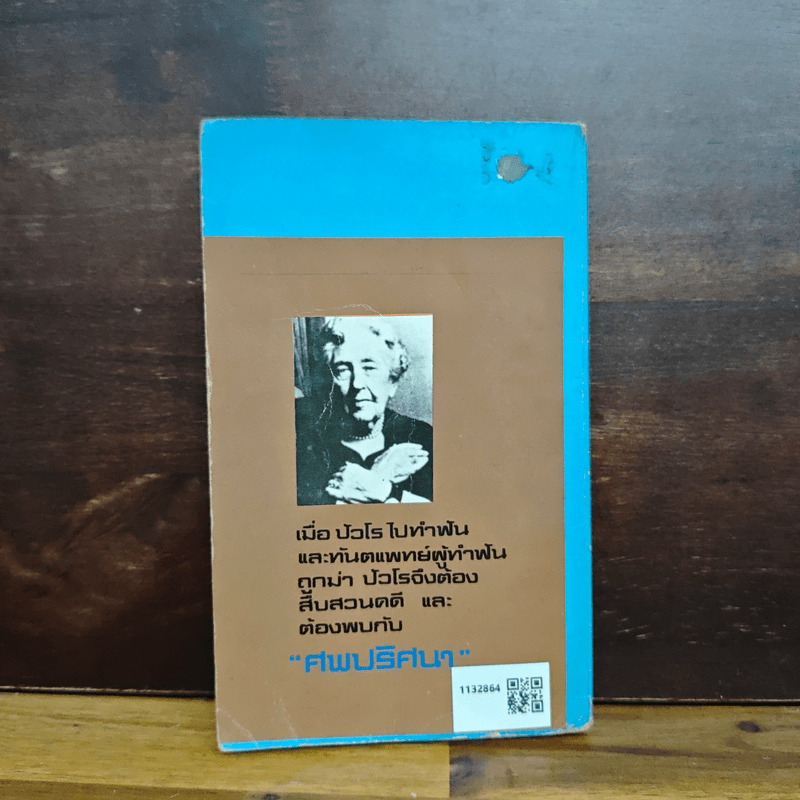 เมื่อ ปัวโร ไปทำฟัน
และทันตแพทย์ผู้ทำฟัน
ถูกฆ่า ปัวโรจึงต้อง
สืบสวนคดี และ
ต้องพบกับ
"ศพปริศนา"
1132864